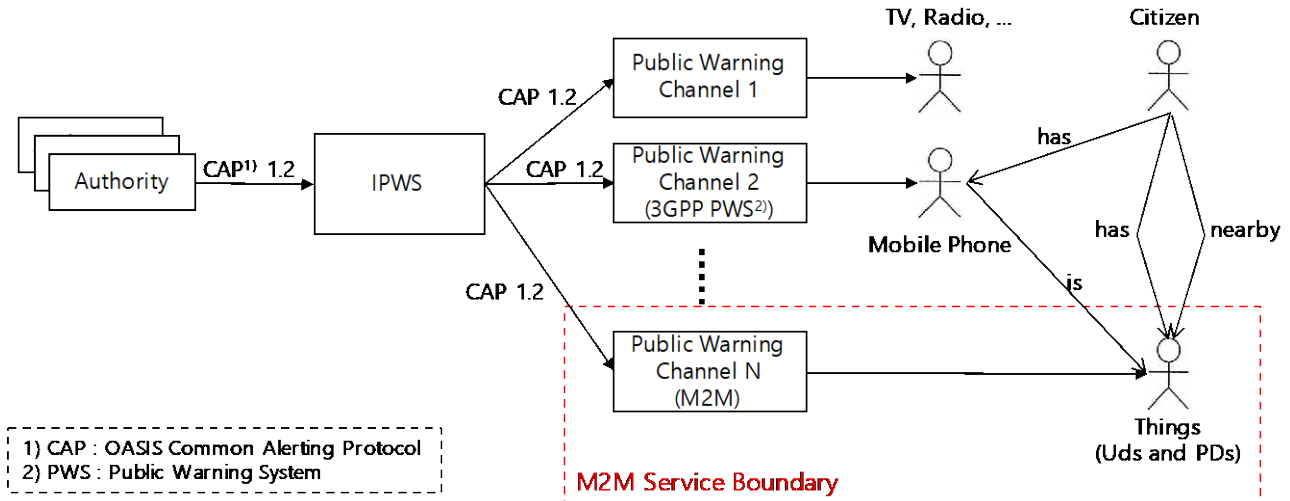 TV, Radio, ...
Citizen
Public Warning
Channel 1
CAP 1.2
has
Authority
CAP1) 1.2
IPWS
CAP 1.2
Public Warning
Channel 2
(3GPP PWS2))
Mobile Phone
has
nearby
CAP 1.2
is
Public Warning
Channel N
(M2M)
Things
(Uds and PDs)
1) CAP : OASIS Common Alerting Protocol
2) PWS : Public Warning System
M2M Service Boundary